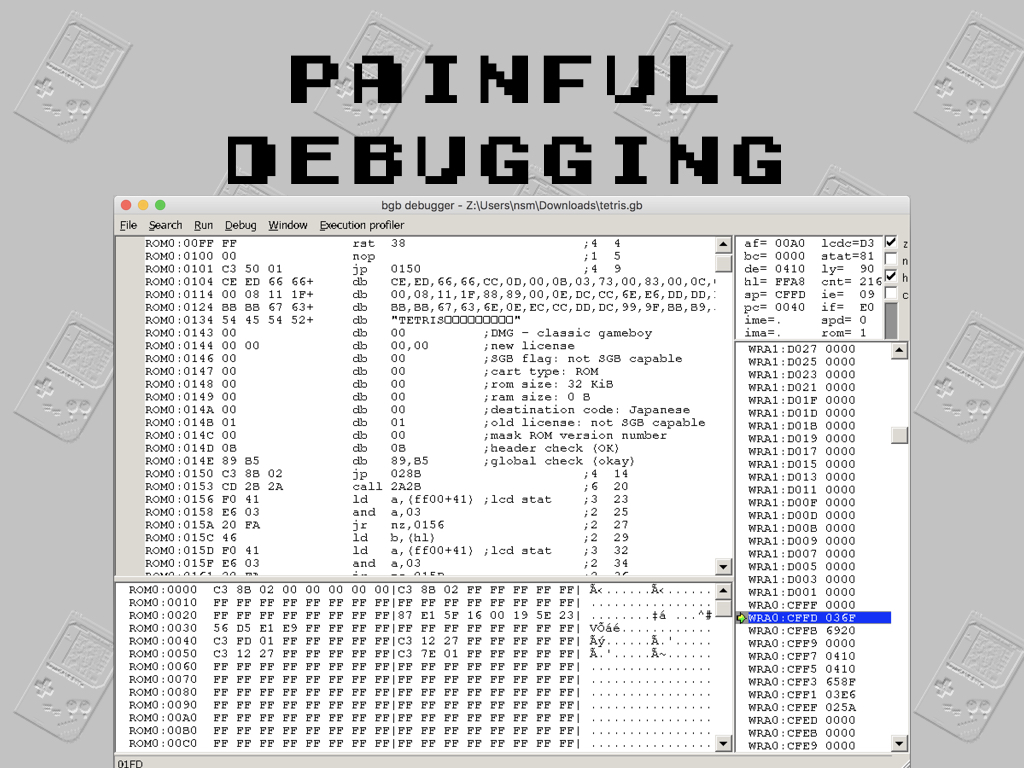 PAINFUL
DEBUGGING
bgb debugger - Z:\Users\nsm\Downloads\tetris.gb
File Search Run Debug Window Execution profiler
ROM0:00FF FF rst 38 ;4 4
ROM0:0100 00 nop ;1 5
ROM0:0101 C3 50 01 jp 0150 ;4 9
ROM0:0104 CE ED 66 66+ db CE,ED,66,66,CC,0D,00,0B,03,73,00,83,00,0C,
ROM0:0114 00 08 11 1F+ db 00,08,11,1F,88,89,00,0E,DC,CC,6E,E6,DD,DD,
ROM0:0124 BB BB 67 63+ db BB,BB,67,63,6E,0E,EC,CC,DD,DC,99,9F,BB,B9,
ROM0:0134 54 45 54 52+ db "TETRIS□□□□□□□□□□"
ROM0:0143 00 db 00 ;DMG - classic gameboy
ROM0:0144 00 00 db 00,00 ;new license
ROM0:0146 00 db 00 ;SGB flag: not SGB capable
ROM0:0147 00 db 00 ;cart type: ROM
ROM0:0148 00 db 00 ;rom size: 32 KiB
ROM0:0149 00 db 00 ;ram size: 0 B
ROM0:014A 00 db 00 ;destination code: Japanese
ROM0:014B 01 db 01 ;old license: not SGB capable
ROM0:014C 00 db 00 ;mask ROM version number
ROM0:014D 0B db 0B ;header check (OK)
ROM0:014E 89 B5 db 89,B5 ;global check (okay)
ROM0:0150 C3 8B 02 jp 028B ;4 14
ROM0:0153 CD 2B 2A call 2A2B ;6 20
ROM0:0156 F0 41 ld a,(ff00+41) ;lcd stat ;3 23
ROM0:0158 E6 03 and a,03 ;2 25
ROM0:015A 20 FA jr nz,0156 ;2 27
ROM0:015C 46 ld b,(hl) ;2 29
ROM0:015D F0 41 ld a,(ff00+41) ;lcd stat ;3 32
ROM0:015F E6 03 and a,03 ;2 34
af= 00A0 lcdc=D3 z
bc= 0000 stat=81 n
de= 0410 ly= 90 h
hl= FFA8 cnt= 216
sp= CFFD ie= 09 c
pc= 0040 if= E0
ime=. spd= 0
ima=. rom= 1
WRA1:D027 0000
WRA1:D025 0000
WRA1:D023 0000
WRA1:D021 0000
WRA1:D01F 0000
WRA1:D01D 0000
WRA1:D01B 0000
WRA1:D019 0000
WRA1:D017 0000
WRA1:D015 0000
WRA1:D013 0000
WRA1:D011 0000
WRA1:D00F 0000
WRA1:D00D 0000
WRA1:D00B 0000
WRA1:D009 0000
WRA1:D007 0000
WRA1:D005 0000
WRA1:D003 0000
WRA1:D001 0000
WRA0:CFFF 0000
WRA0:CFFD 036F
WRA0:CFFB 6920
WRA0:CFF9 0000
WRA0:CFF7 0410
WRA0:CFF5 0410
WRA0:CFF3 658F
WRA0:CFF1 03E6
WRA0:CFEF 025A
WRA0:CFED 0000
WRA0:CFEB 0000
WRA0:CFE9 0000
ROM0:0000 C3 8B 02 00 00 00 00 00|C3 8B 02 FF FF FF FF FF| Ã‹......Ã‹......
ROM0:0010 FF FF FF FF FF FF FF FF|FF FF FF FF FF FF FF FF| ................
ROM0:0020 FF FF FF FF FF FF FF FF|87 E1 5F 16 00 19 5E 23| ........‡á_...^#
ROM0:0030 56 D5 E1 E9 FF FF FF FF|FF FF FF FF FF FF FF FF| VÕáé............
ROM0:0040 C3 FD 01 FF FF FF FF FF|C3 12 27 FF FF FF FF FF| Ãý......Ã.'.....
ROM0:0050 C3 12 27 FF FF FF FF FF|C3 7E 01 FF FF FF FF FF| Ã.'.....Ã~......
ROM0:0060 FF FF FF FF FF FF FF FF|FF FF FF FF FF FF FF FF| ................
ROM0:0070 FF FF FF FF FF FF FF FF|FF FF FF FF FF FF FF FF| ................
ROM0:0080 FF FF FF FF FF FF FF FF|FF FF FF FF FF FF FF FF| ................
ROM0:0090 FF FF FF FF FF FF FF FF|FF FF FF FF FF FF FF FF| ................
ROM0:00A0 FF FF FF FF FF FF FF FF|FF FF FF FF FF FF FF FF| ................
ROM0:00B0 FF FF FF FF FF FF FF FF|FF FF FF FF FF FF FF FF| ................
ROM0:00C0 FF FF FF FF FF FF FF FF|FF FF FF FF FF FF FF FF| ................
01FD